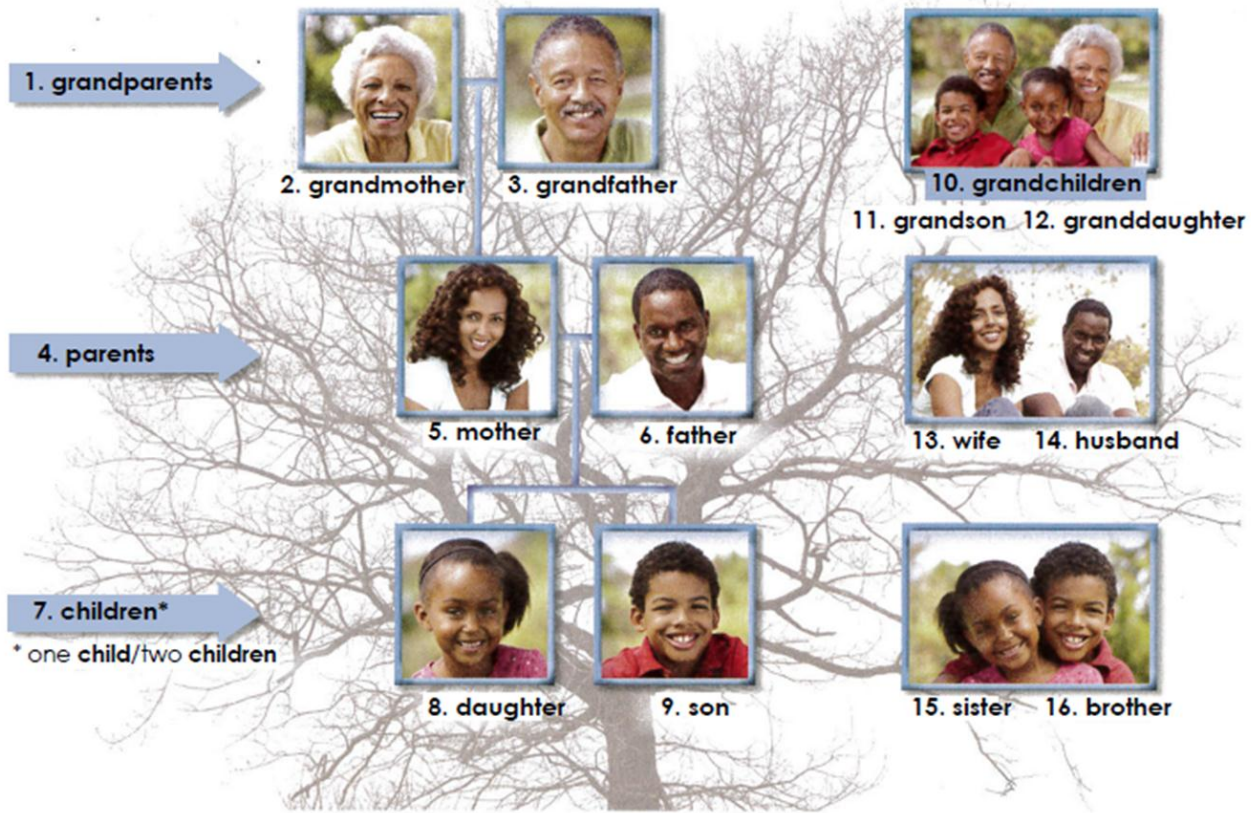 1. grandparents
2. grandmother
3. grandfather
10. grandchildren
11. grandson
12. granddaughter
4. parents
5. mother
6. father
13. wife
14. husband
7. children*
* one child/two children
8. daughter
9. son
15. sister
16. brother